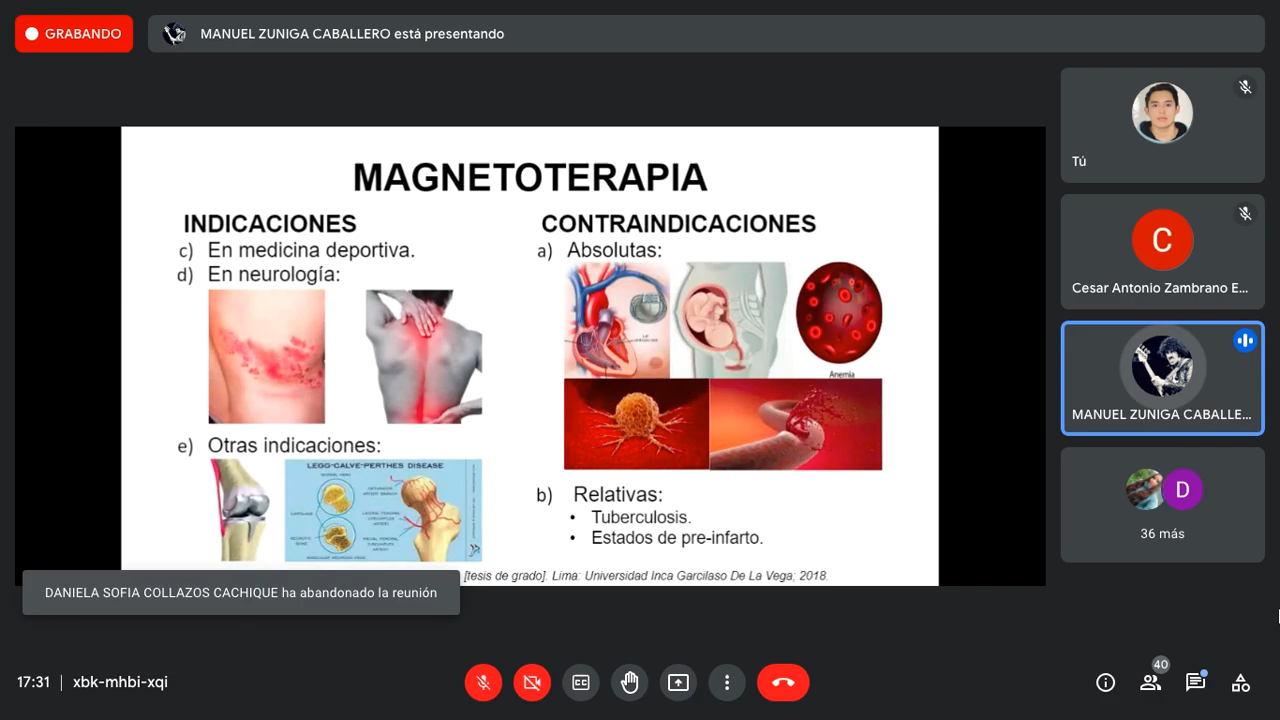 GRABANDO
MANUEL ZUNIGA CABALLERO está presentando
MAGNETOTERAPIA
INDICACIONES
c) En medicina deportiva.
d) En neurología:
e) Otras indicaciones:
LEGG-CALVE-PERTHES DISEASE
CONTRAINDICACIONES
a) Absolutas:
Anemia
b) Relativas:
• Tuberculosis.
• Estados de pre-infarto.
[tesis de grado]. Lima: Universidad Inca Garcilaso De La Vega; 2018.
DANIELA SOFIA COLLAZOS CACHIQUE ha abandonado la reunión
Tú
C
Cesar Antonio Zambrano E...
MANUEL ZUNIGA CABALLE...
D
36 más
17:31 | xbk-mhbi-xqi
CC
40